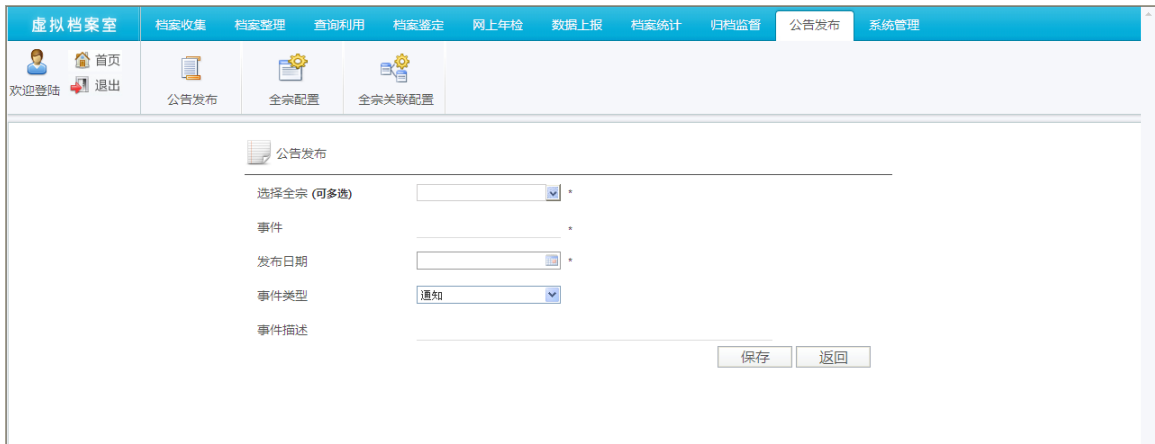 虚拟档案室 档案收集 档案整理 查询利用 档案鉴定 网上年检 数据上报 档案统计 归档监督 公告发布 系统管理
首页
欢迎登陆 退出
公告发布 全宗配置 全宗关联配置
公告发布
选择全宗 (可多选) *
事件 *
发布日期 *
事件类型 通知
事件描述
保存 返回